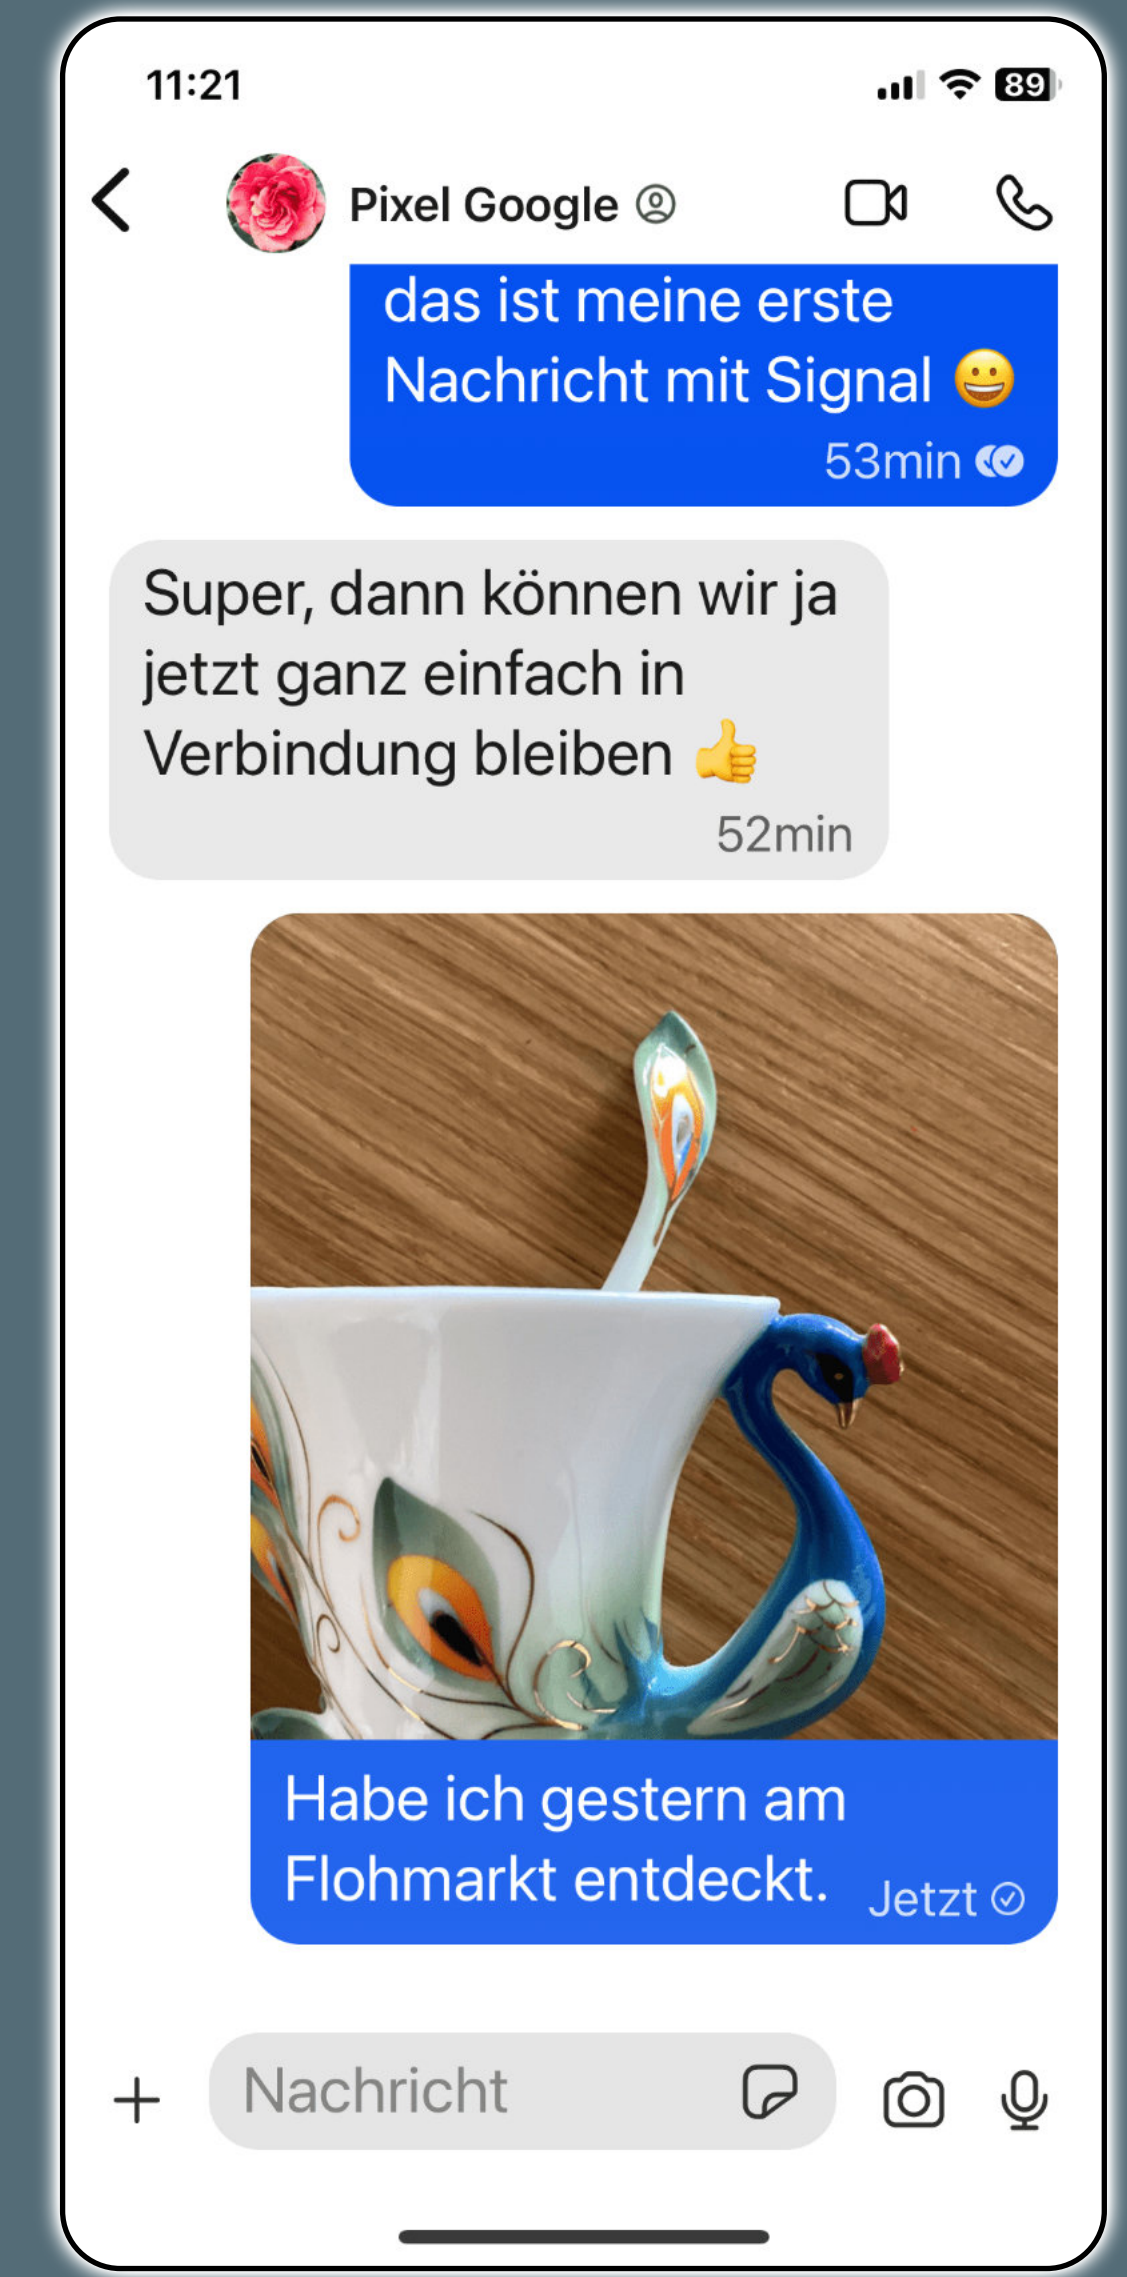 11:21
89
Pixel Google
das ist meine erste
Nachricht mit Signal 😀
53min
Super, dann können wir ja
jetzt ganz einfach in
Verbindung bleiben 👍
52min
Habe ich gestern am
Flohmarkt entdeckt.
Jetzt
Nachricht